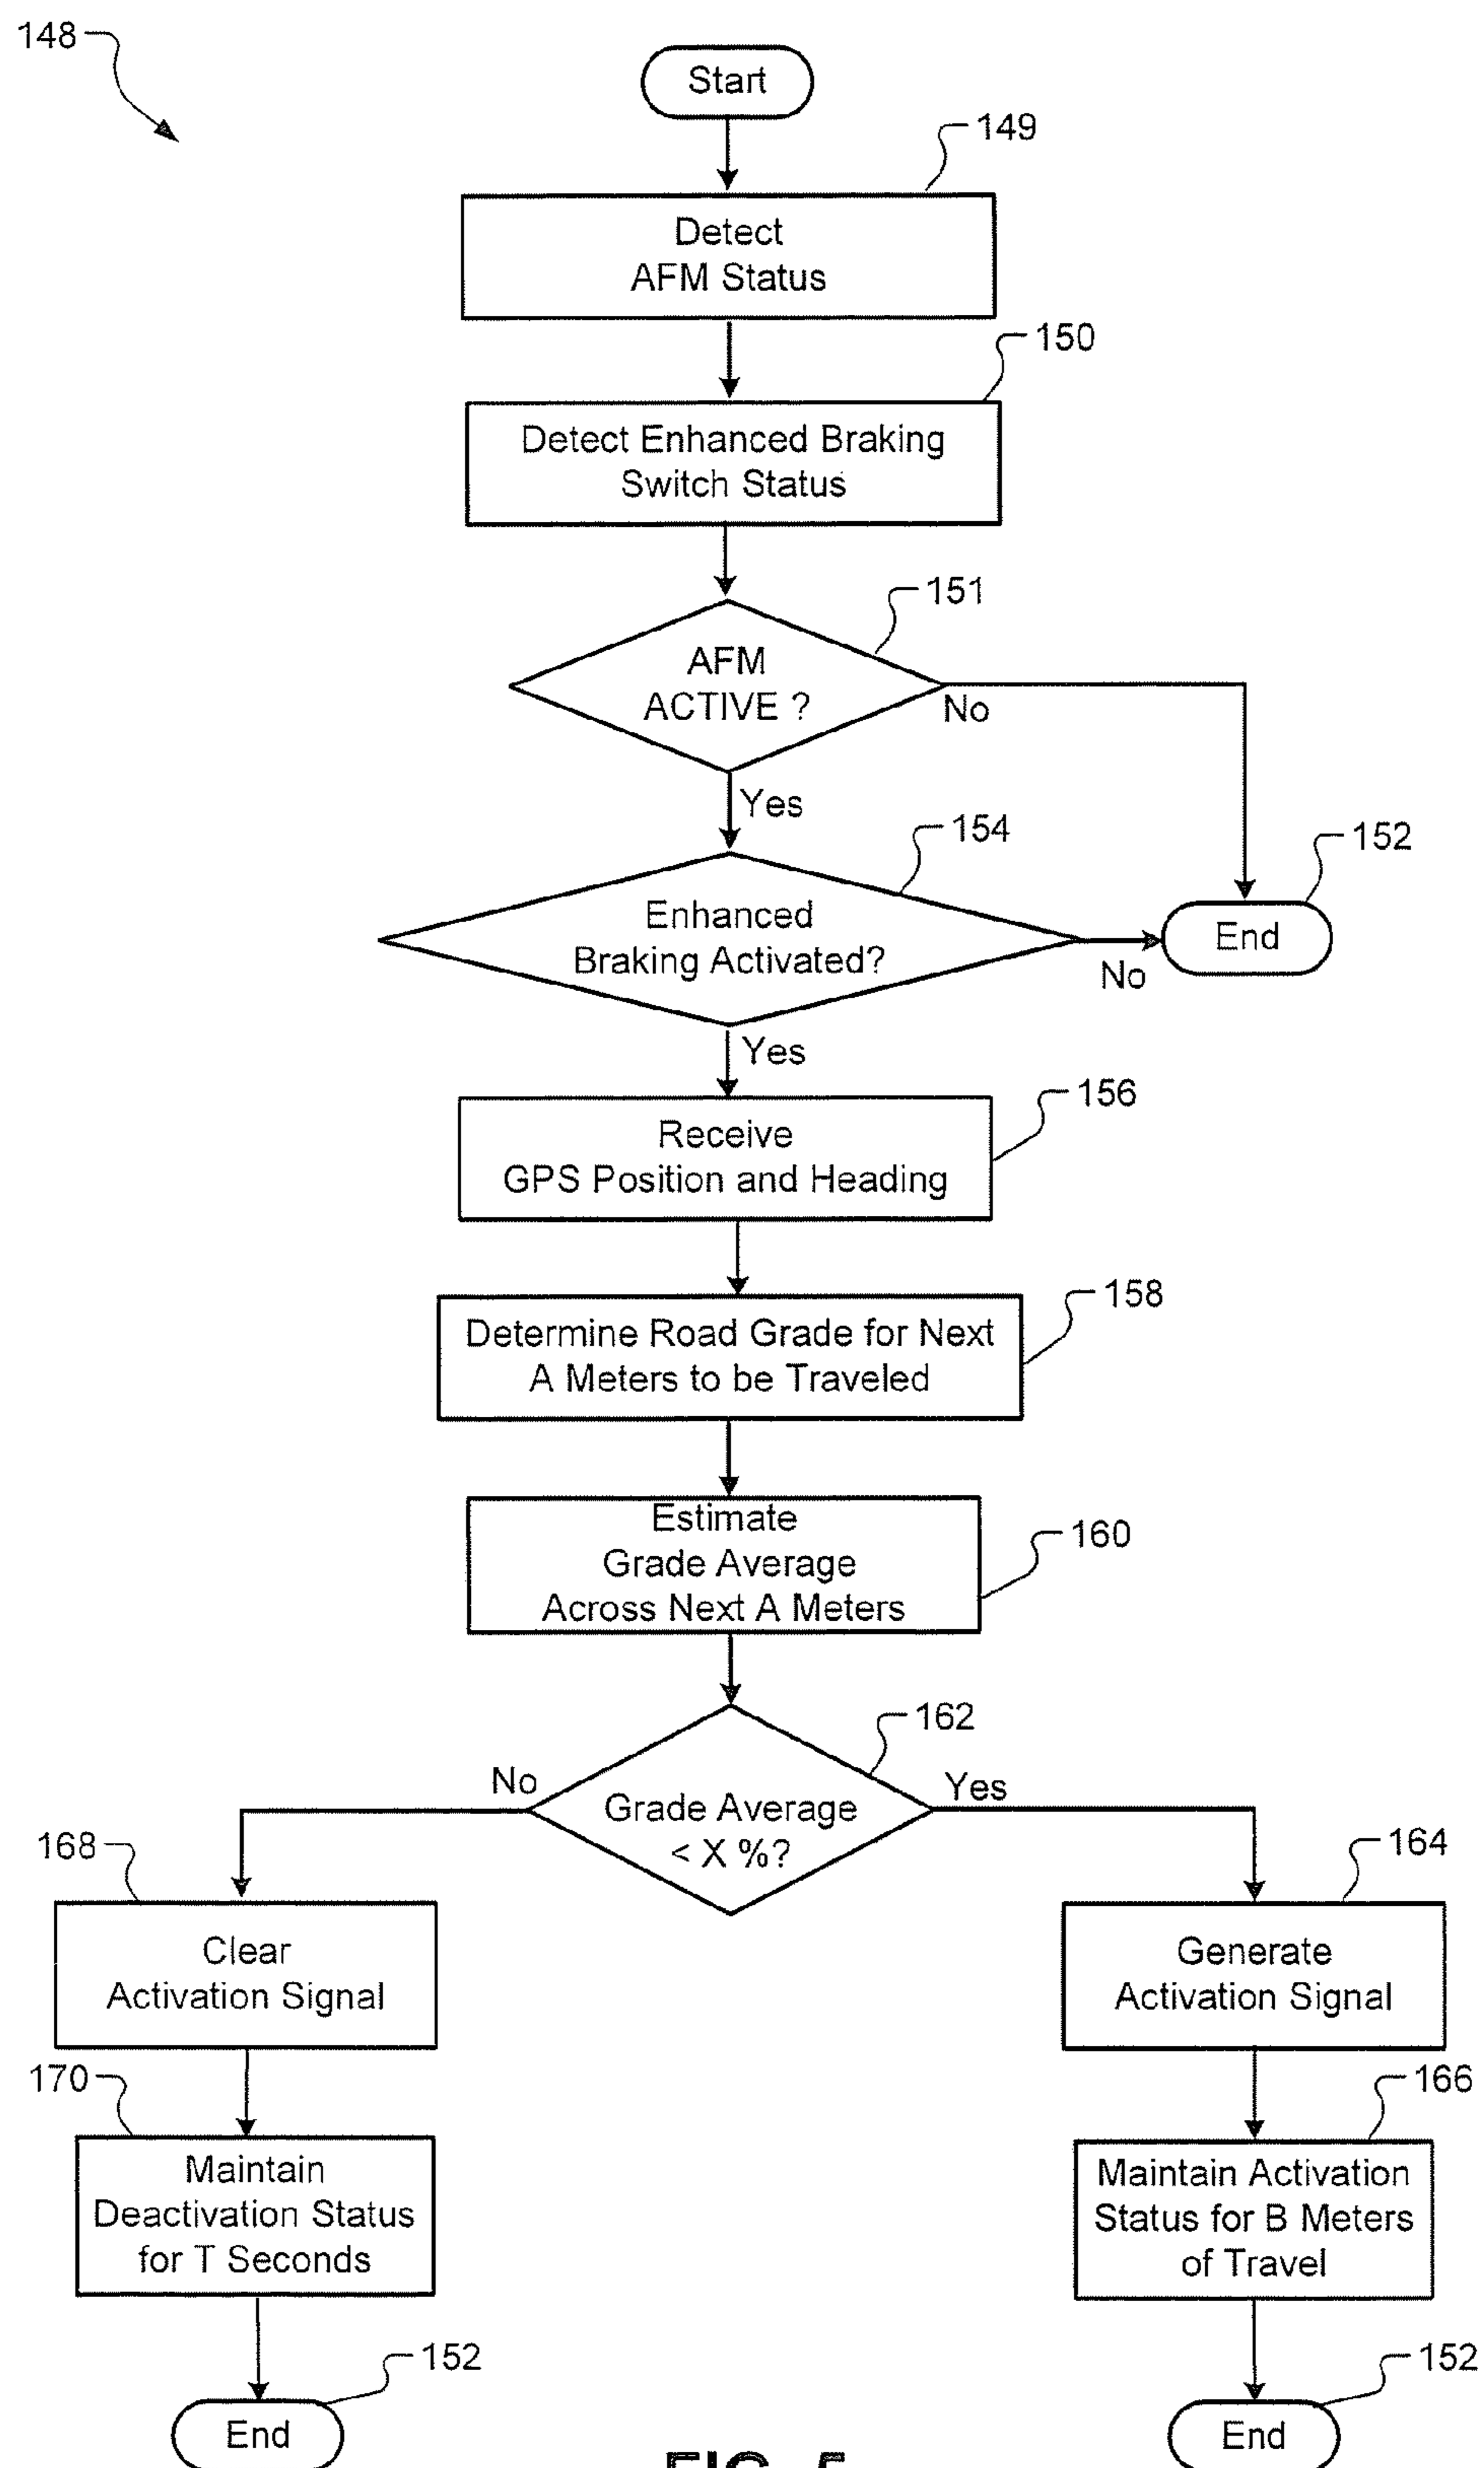 148
Start
149
Detect
AFM Status
150
Detect Enhanced Braking
Switch Status
151
AFM
ACTIVE ?
No
Yes
154
152
Enhanced
Braking Activated?
End
No
Yes
156
Receive
GPS Position and Heading
158
Determine Road Grade for Next
A Meters to be Traveled
160
Estimate
Grade Average
Across Next A Meters
162
No
Yes
Grade Average
< X %?
168
164
Clear
Activation Signal
Generate
Activation Signal
170
166
Maintain
Deactivation Status
for T Seconds
Maintain Activation
Status for B Meters
of Travel
152
152
End
End
FIG. 5